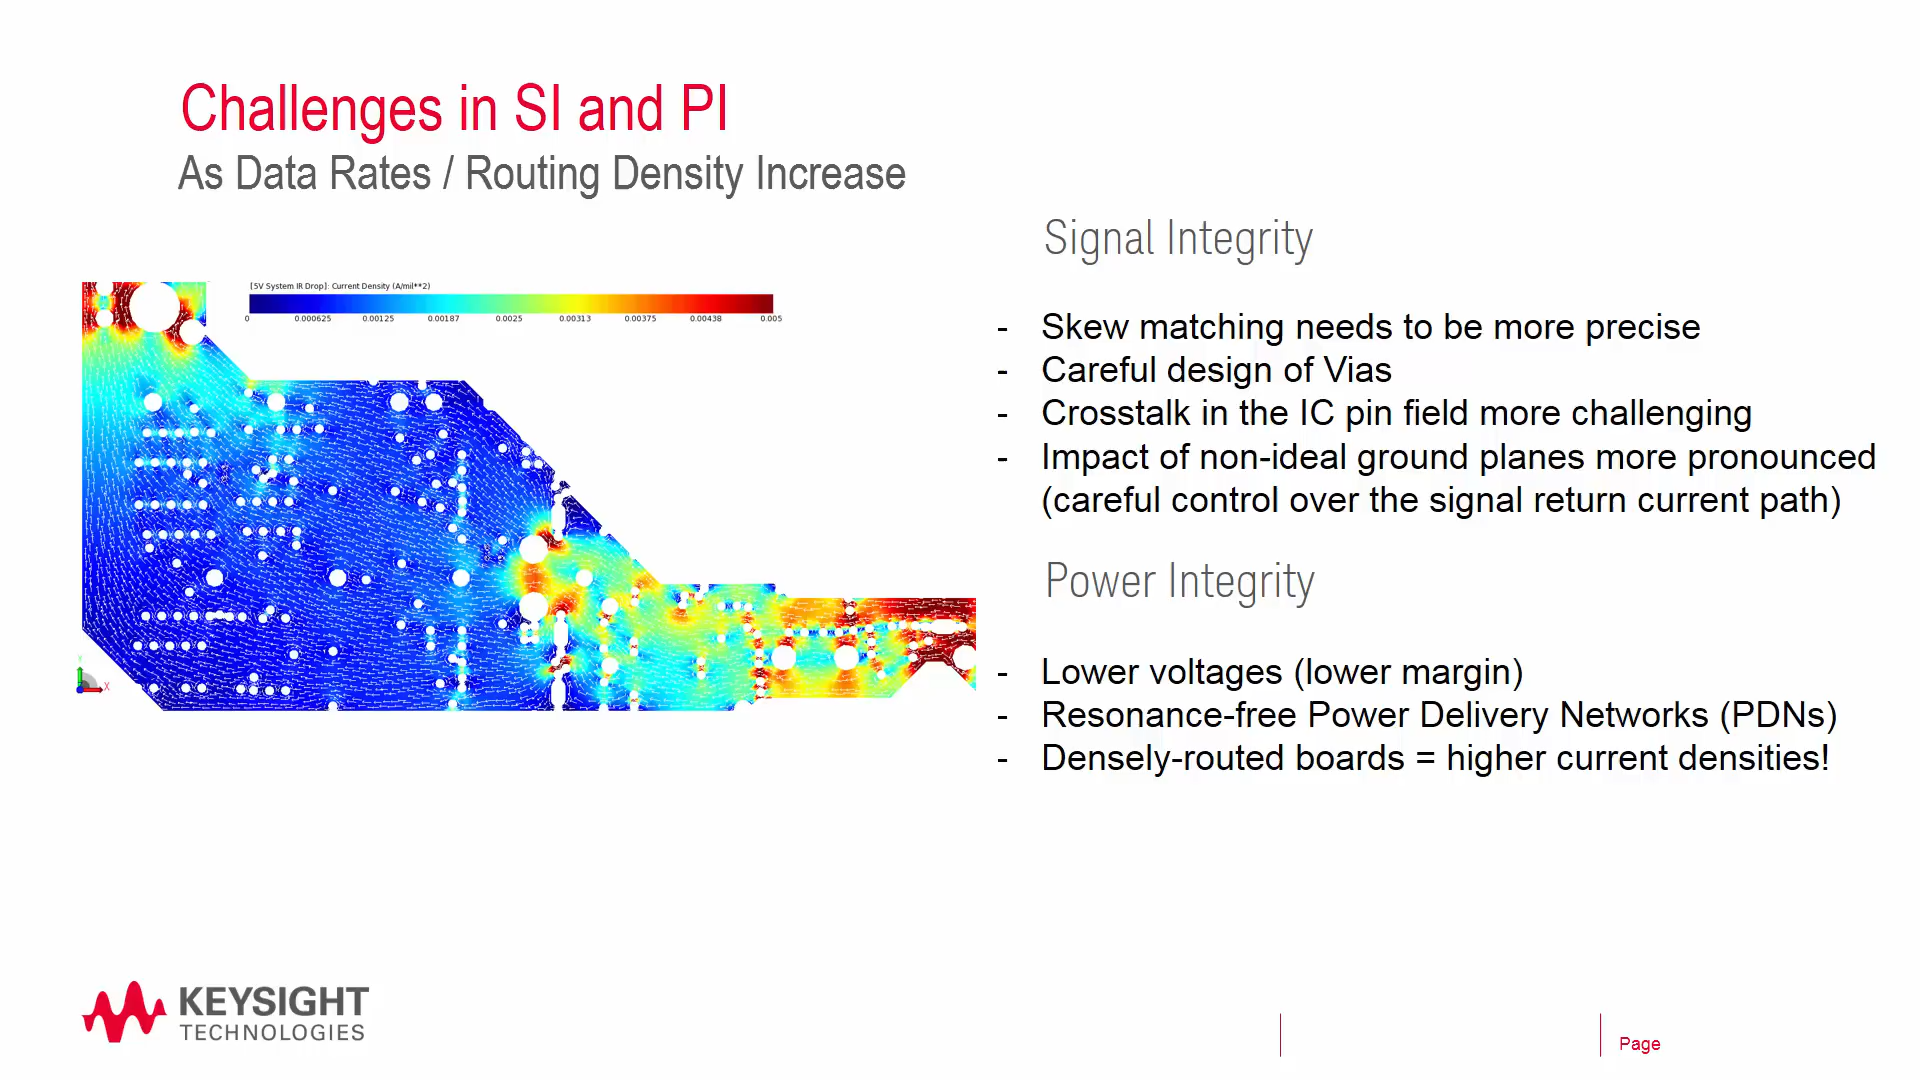 Challenges in SI and PI
As Data Rates / Routing Density Increase
[5V System IR Drop]: Current Density (A/mil**2)
0 0.000625 0.00125 0.00187 0.0025 0.00313 0.00375 0.00438 0.005
X
Signal Integrity
- Skew matching needs to be more precise
- Careful design of Vias
- Crosstalk in the IC pin field more challenging
- Impact of non-ideal ground planes more pronounced
(careful control over the signal return current path)
Power Integrity
- Lower voltages (lower margin)
- Resonance-free Power Delivery Networks (PDNs)
- Densely-routed boards = higher current densities!
KEYSIGHT
TECHNOLOGIES
Page